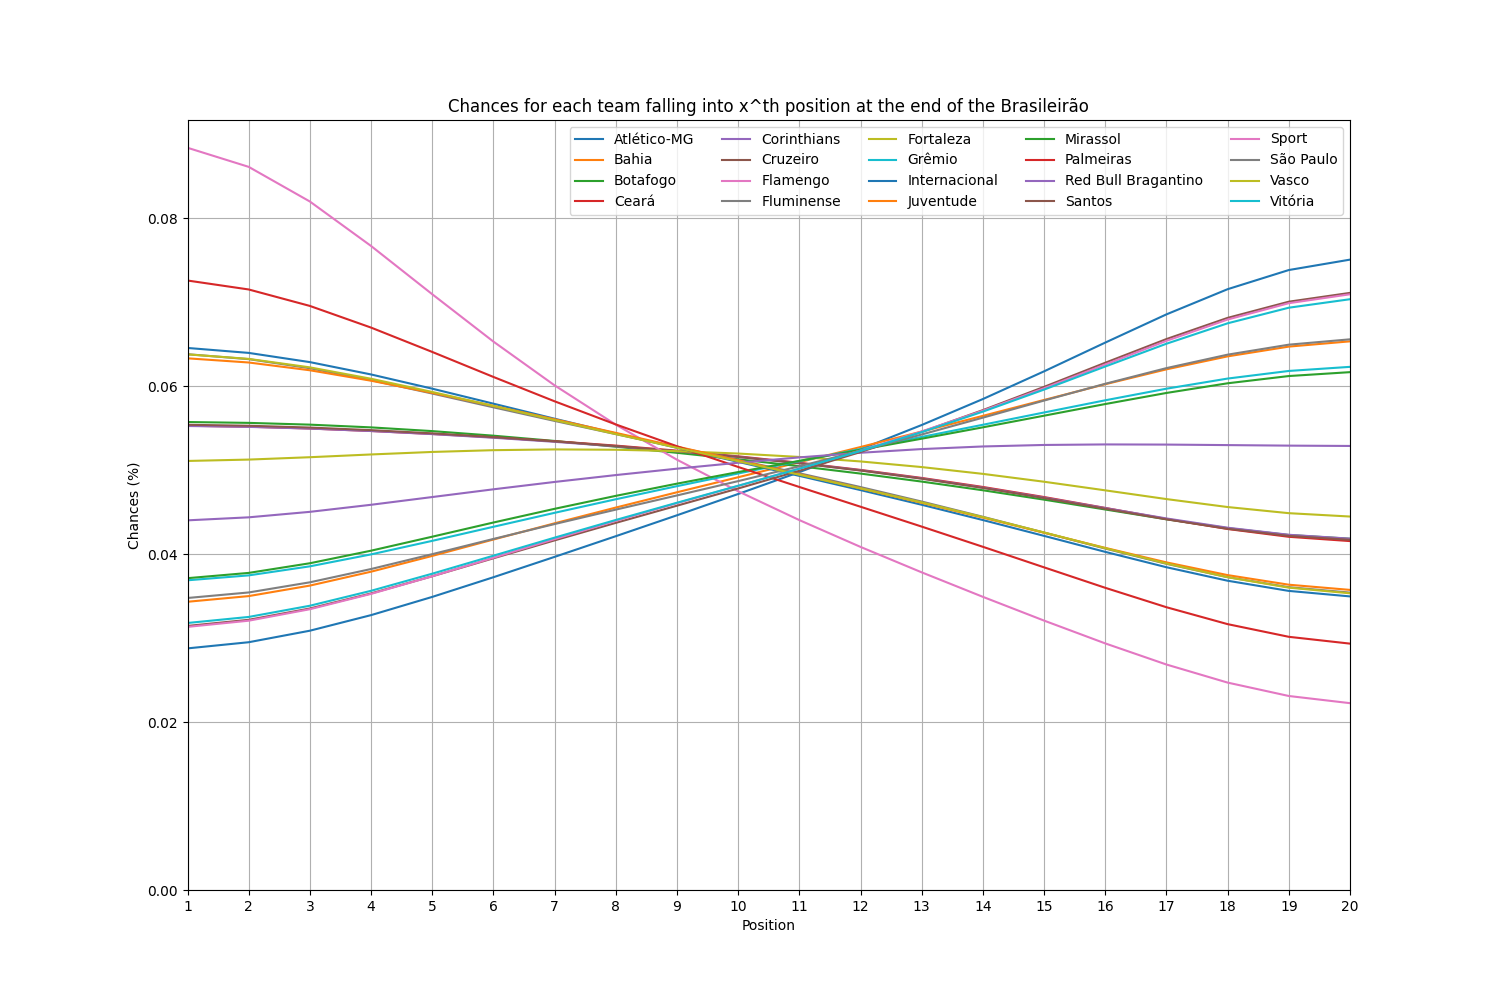 Chances for each team falling into x^th position at the end of the Brasileirão
Atlético-MG
Bahia
Botafogo
Ceará
Corinthians
Cruzeiro
Flamengo
Fluminense
Fortaleza
Grêmio
Internacional
Juventude
Mirassol
Palmeiras
Red Bull Bragantino
Santos
Sport
São Paulo
Vasco
Vitória
Chances (%)
0.08
0.06
0.04
0.02
0.00
1 2 3 4 5 6 7 8 9 10 11 12 13 14 15 16 17 18 19 20
Position